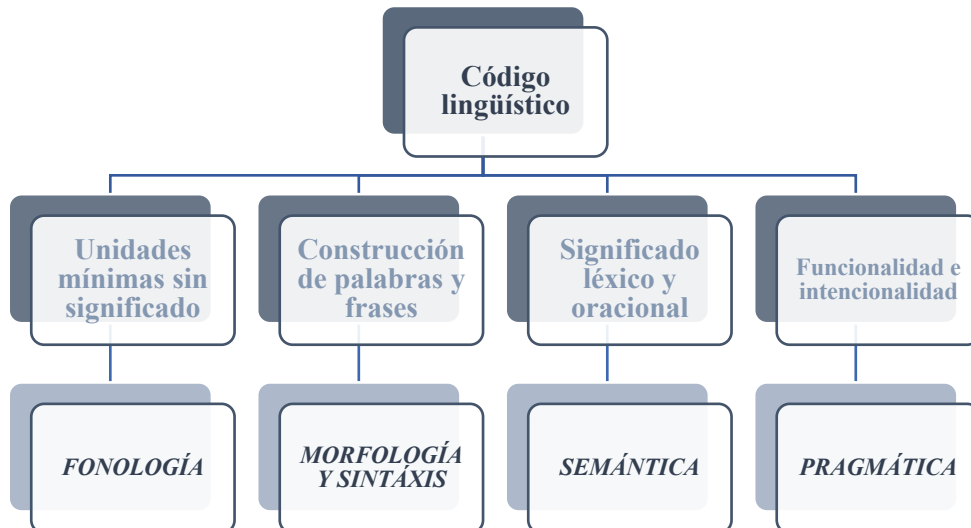 Código
lingüístico
Unidades
mínimas sin
significado
Construcción
de palabras y
frases
Significado
léxico y
oracional
Funcionalidad e
intencionalidad
FONOLOGÍA
MORFOLOGÍA
Y SINTÁXIS
SEMÁNTICA
PRAGMÁTICA